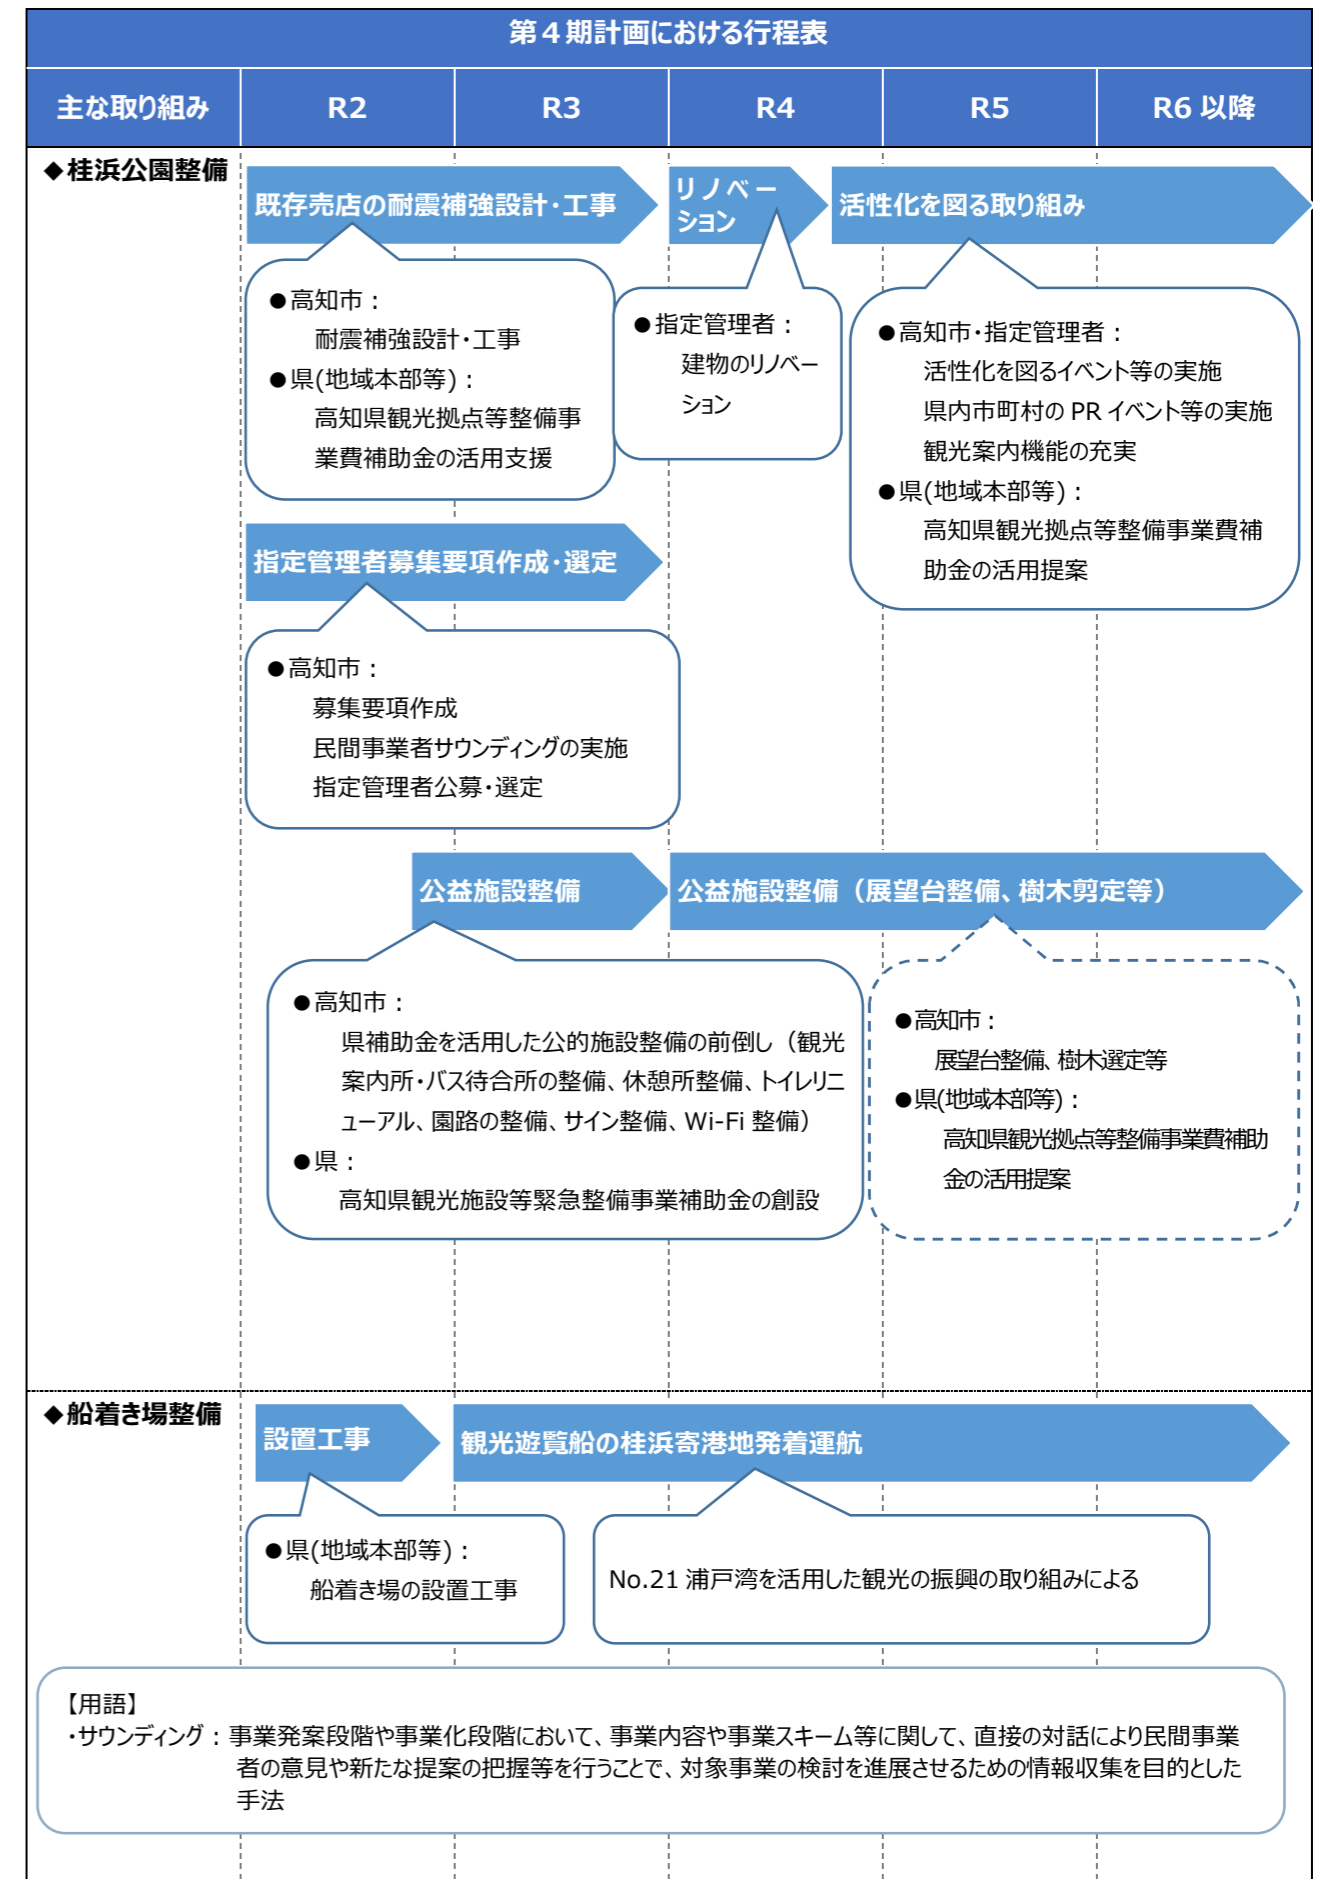 第４期計画における行程表
主な取り組み
R2
R3
R4
R5
R6 以降
◆桂浜公園整備
既存売店の耐震補強設計・工事
リノベー
ション
活性化を図る取り組み
●高知市：
耐震補強設計・工事
●県(地域本部等)：
高知県観光拠点等整備事
業費補助金の活用支援
●指定管理者：
建物のリノベー
ション
●高知市・指定管理者：
活性化を図るイベント等の実施
県内市町村の PR イベント等の実施
観光案内機能の充実
●県(地域本部等)：
高知県観光拠点等整備事業費補
助金の活用提案
指定管理者募集要項作成・選定
●高知市：
募集要項作成
民間事業者サウンディングの実施
指定管理者公募・選定
公益施設整備
公益施設整備（展望台整備、樹木剪定等）
●高知市：
県補助金を活用した公的施設整備の前倒し（観光
案内所・バス待合所の整備、休憩所整備、トイレリニ
ューアル、園路の整備、サイン整備、Wi-Fi 整備）
●県：
高知県観光施設等緊急整備事業補助金の創設
●高知市：
展望台整備、樹木選定等
●県(地域本部等)：
高知県観光拠点等整備事業費補助
金の活用提案
◆船着き場整備
設置工事
観光遊覧船の桂浜寄港地発着運航
●県(地域本部等)：
船着き場の設置工事
No.21 浦戸湾を活用した観光の振興の取り組みによる
【用語】
・サウンディング：事業発案段階や事業化段階において、事業内容や事業スキーム等に関して、直接の対話により民間事業
者の意見や新たな提案の把握等を行うことで、対象事業の検討を進展させるための情報収集を目的とした
手法